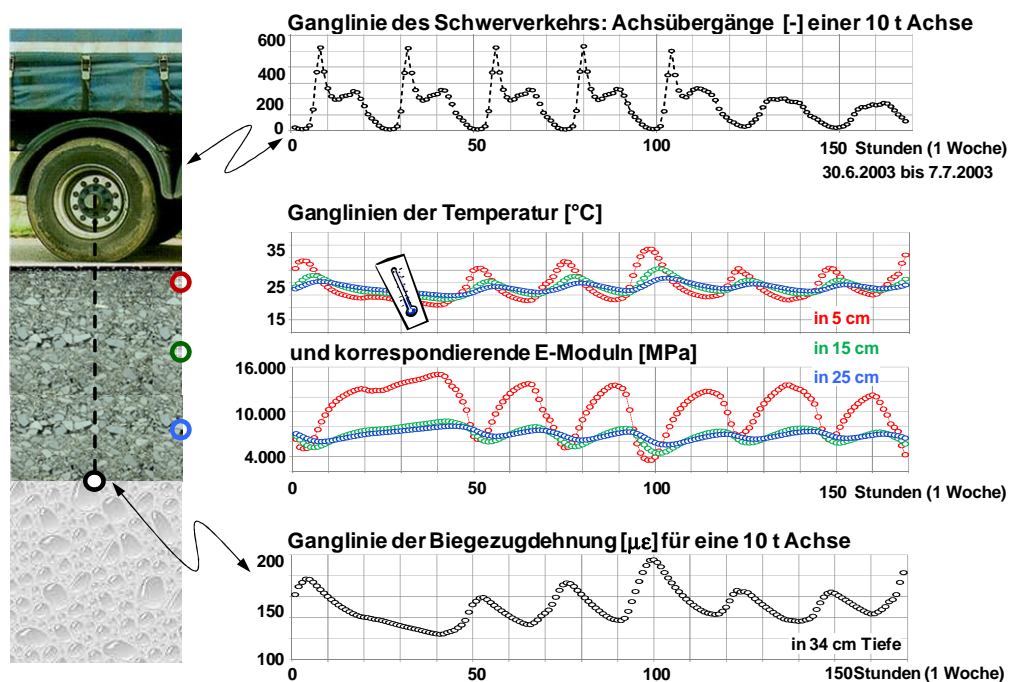 Ganglinie des Schwerverkehrs: Achsübergänge [-] einer 10 t Achse
600
400
200
0
0 50 100 150 Stunden (1 Woche)
30.6.2003 bis 7.7.2003
Ganglinien der Temperatur [°C]
35
25
15
in 5 cm
in 15 cm
in 25 cm
und korrespondierende E-Moduln [MPa]
16.000
10.000
4.000
0 50 100 150 Stunden (1 Woche)
Ganglinie der Biegezugdehnung [με] für eine 10 t Achse
200
150
100
in 34 cm Tiefe
0 50 100 150Stunden (1 Woche)